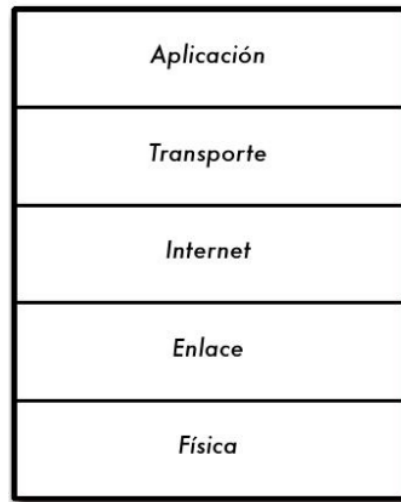 Aplicación
Transporte
Internet
Enlace
Física